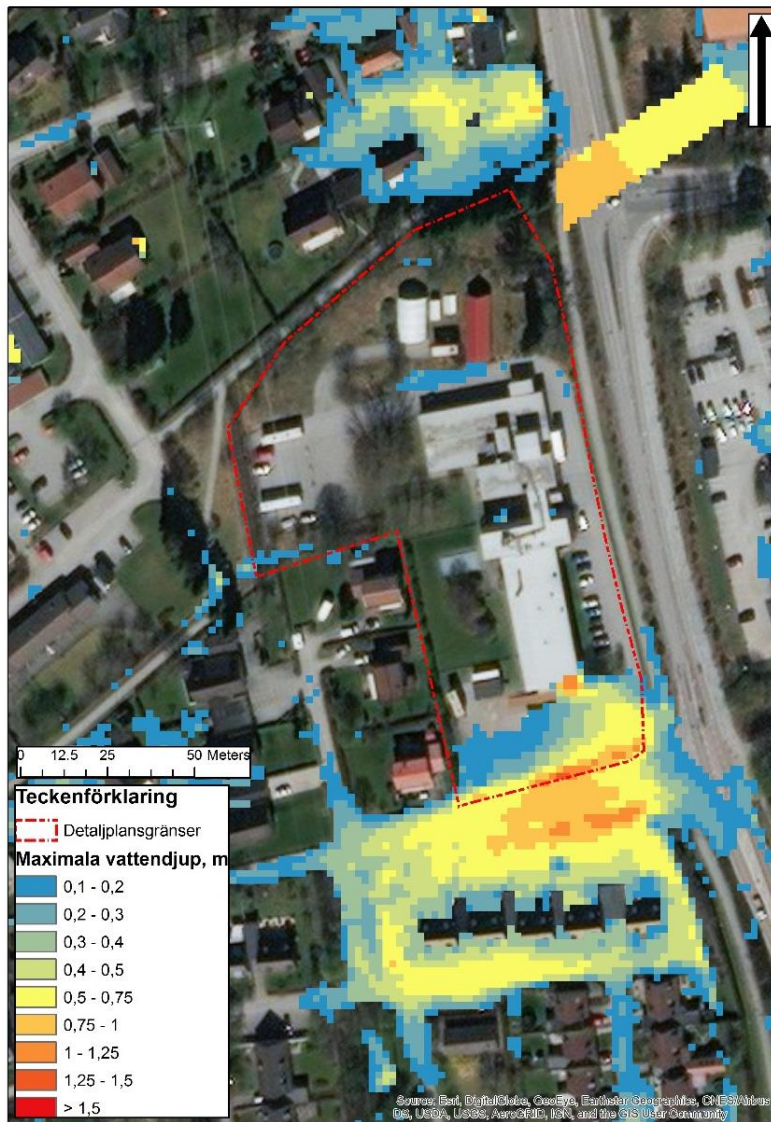 0 12.5 25 50 Meters
Teckenförklaring
Detaljplansgränser
Maximala vattendjup, m
0,1 - 0,2
0,2 - 0,3
0,3 - 0,4
0,4 - 0,5
0,5 - 0,75
0,75 - 1
1 - 1,25
1,25 - 1,5
> 1,5
Source: Esri, DigitalGlobe, GeoEye, Earthstar Geographics, CNES/Airbus
DS, USDA, USGS, AeroGRID, IGN, and the GIS User Community